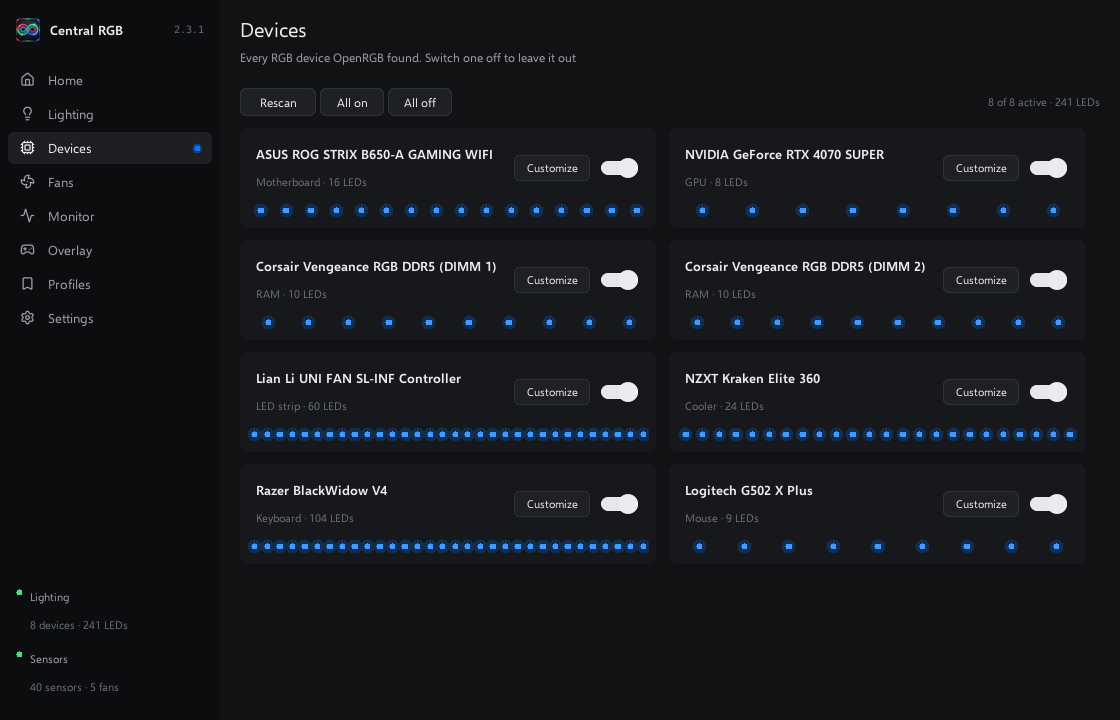 Central RGB 2.3.1
Home
Lighting
Devices
Fans
Monitor
Overlay
Profiles
Settings
Lighting
8 devices · 241 LEDs
Sensors
40 sensors · 5 fans
Devices
Every RGB device OpenRGB found. Switch one off to leave it out
Rescan All on All off 8 of 8 active · 241 LEDs
ASUS ROG STRIX B650-A GAMING WIFI
Motherboard · 16 LEDs
Customize
NVIDIA GeForce RTX 4070 SUPER
GPU · 8 LEDs
Customize
Corsair Vengeance RGB DDR5 (DIMM 1)
RAM · 10 LEDs
Customize
Corsair Vengeance RGB DDR5 (DIMM 2)
RAM · 10 LEDs
Customize
Lian Li UNI FAN SL-INF Controller
LED strip · 60 LEDs
Customize
NZXT Kraken Elite 360
Cooler · 24 LEDs
Customize
Razer BlackWidow V4
Keyboard · 104 LEDs
Customize
Logitech G502 X Plus
Mouse · 9 LEDs
Customize